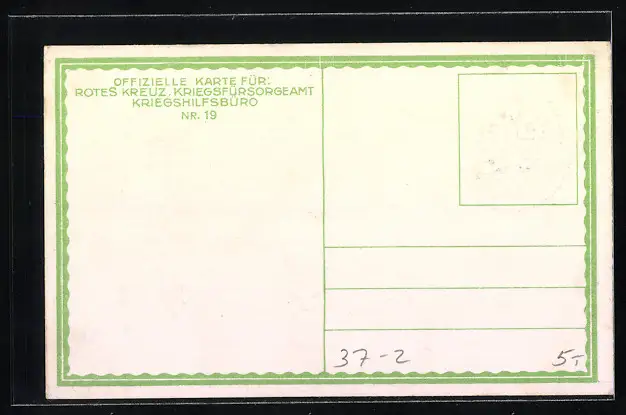 OFFIZIELLE KARTE FÜR:
ROTES KREUZ, KRIEGSFÜRSORGEAMT
KRIEGSHILFSBÜRO
NR. 19
37-2
5,-